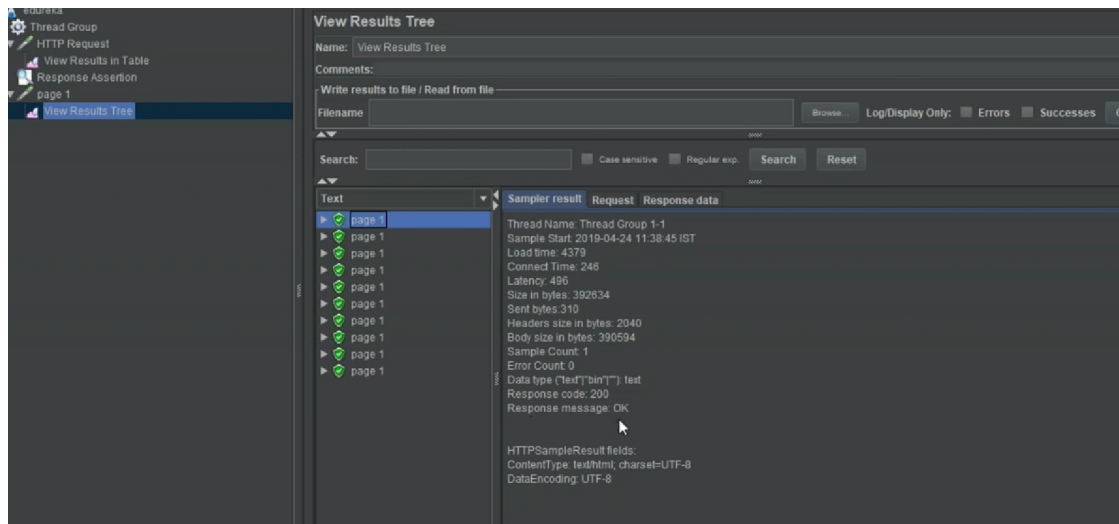 edureka
Thread Group
HTTP Request
View Results in Table
Response Assertion
page 1
View Results Tree
View Results Tree
Name: View Results Tree
Comments:
Write results to file / Read from file
Filename
Browse...
Log/Display Only:
Errors
Successes
Search:
Case sensitive
Regular exp.
Search
Reset
Text
page 1
page 1
page 1
page 1
page 1
page 1
page 1
page 1
page 1
page 1
Sampler result
Request
Response data
Thread Name: Thread Group 1-1
Sample Start: 2019-04-24 11:38:45 IST
Load time: 4379
Connect Time: 246
Latency: 496
Size in bytes: 392634
Sent bytes:310
Headers size in bytes: 2040
Body size in bytes: 390594
Sample Count: 1
Error Count: 0
Data type ("text"|"bin"|""): text
Response code: 200
Response message: OK
HTTPSampleResult fields:
ContentType: text/html; charset=UTF-8
DataEncoding: UTF-8